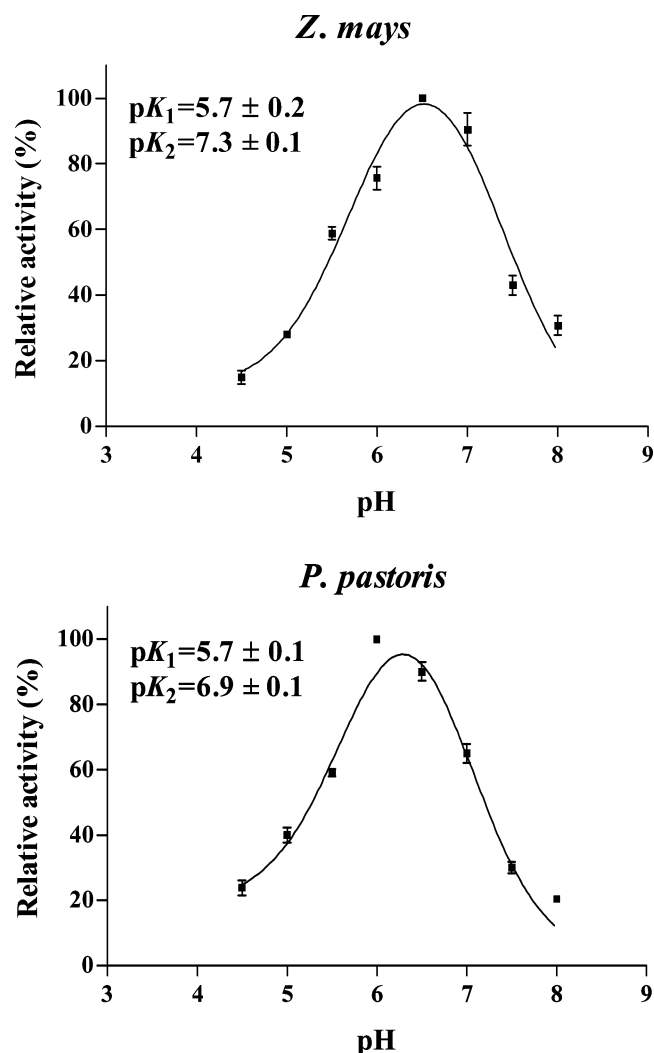 Z. mays
pK1=5.7 ± 0.2
pK2=7.3 ± 0.1
Relative activity (%)
100
80
60
40
20
0
3 4 5 6 7 8 9
pH
P. pastoris
pK1=5.7 ± 0.1
pK2=6.9 ± 0.1
Relative activity (%)
100
80
60
40
20
0
3 4 5 6 7 8 9
pH